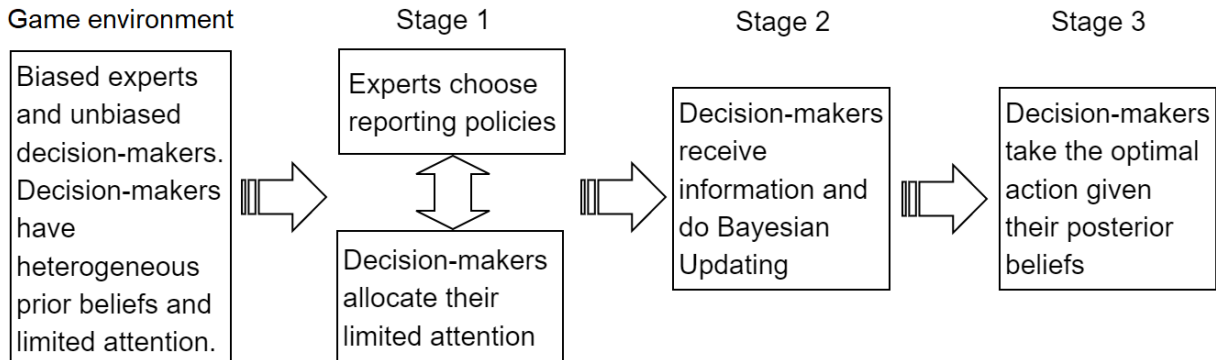 Game environment
Biased experts
and unbiased
decision-makers.
Decision-makers
have
heterogeneous
prior beliefs and
limited attention.
Stage 1
Experts choose
reporting policies
Decision-makers
allocate their
limited attention
Stage 2
Decision-makers
receive
information and
do Bayesian
Updating
Stage 3
Decision-makers
take the optimal
action given
their posterior
beliefs